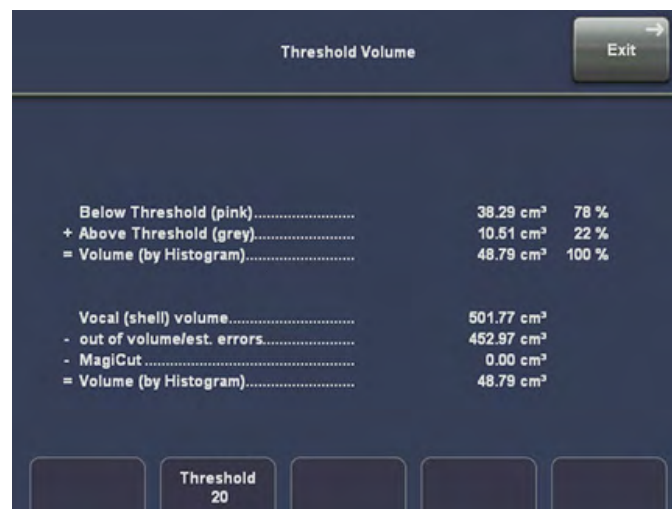 Threshold Volume
Exit
Below Threshold (pink)........................ 38.29 cm³ 78 %
+ Above Threshold (grey)........................ 10.51 cm³ 22 %
= Volume (by Histogram)........................ 48.79 cm³ 100 %
Vocal (shell) volume........................ 501.77 cm³
- out of volume/est. errors........................ 452.97 cm³
- MagiCut........................ 0.00 cm³
= Volume (by Histogram)........................ 48.79 cm³
Threshold
20